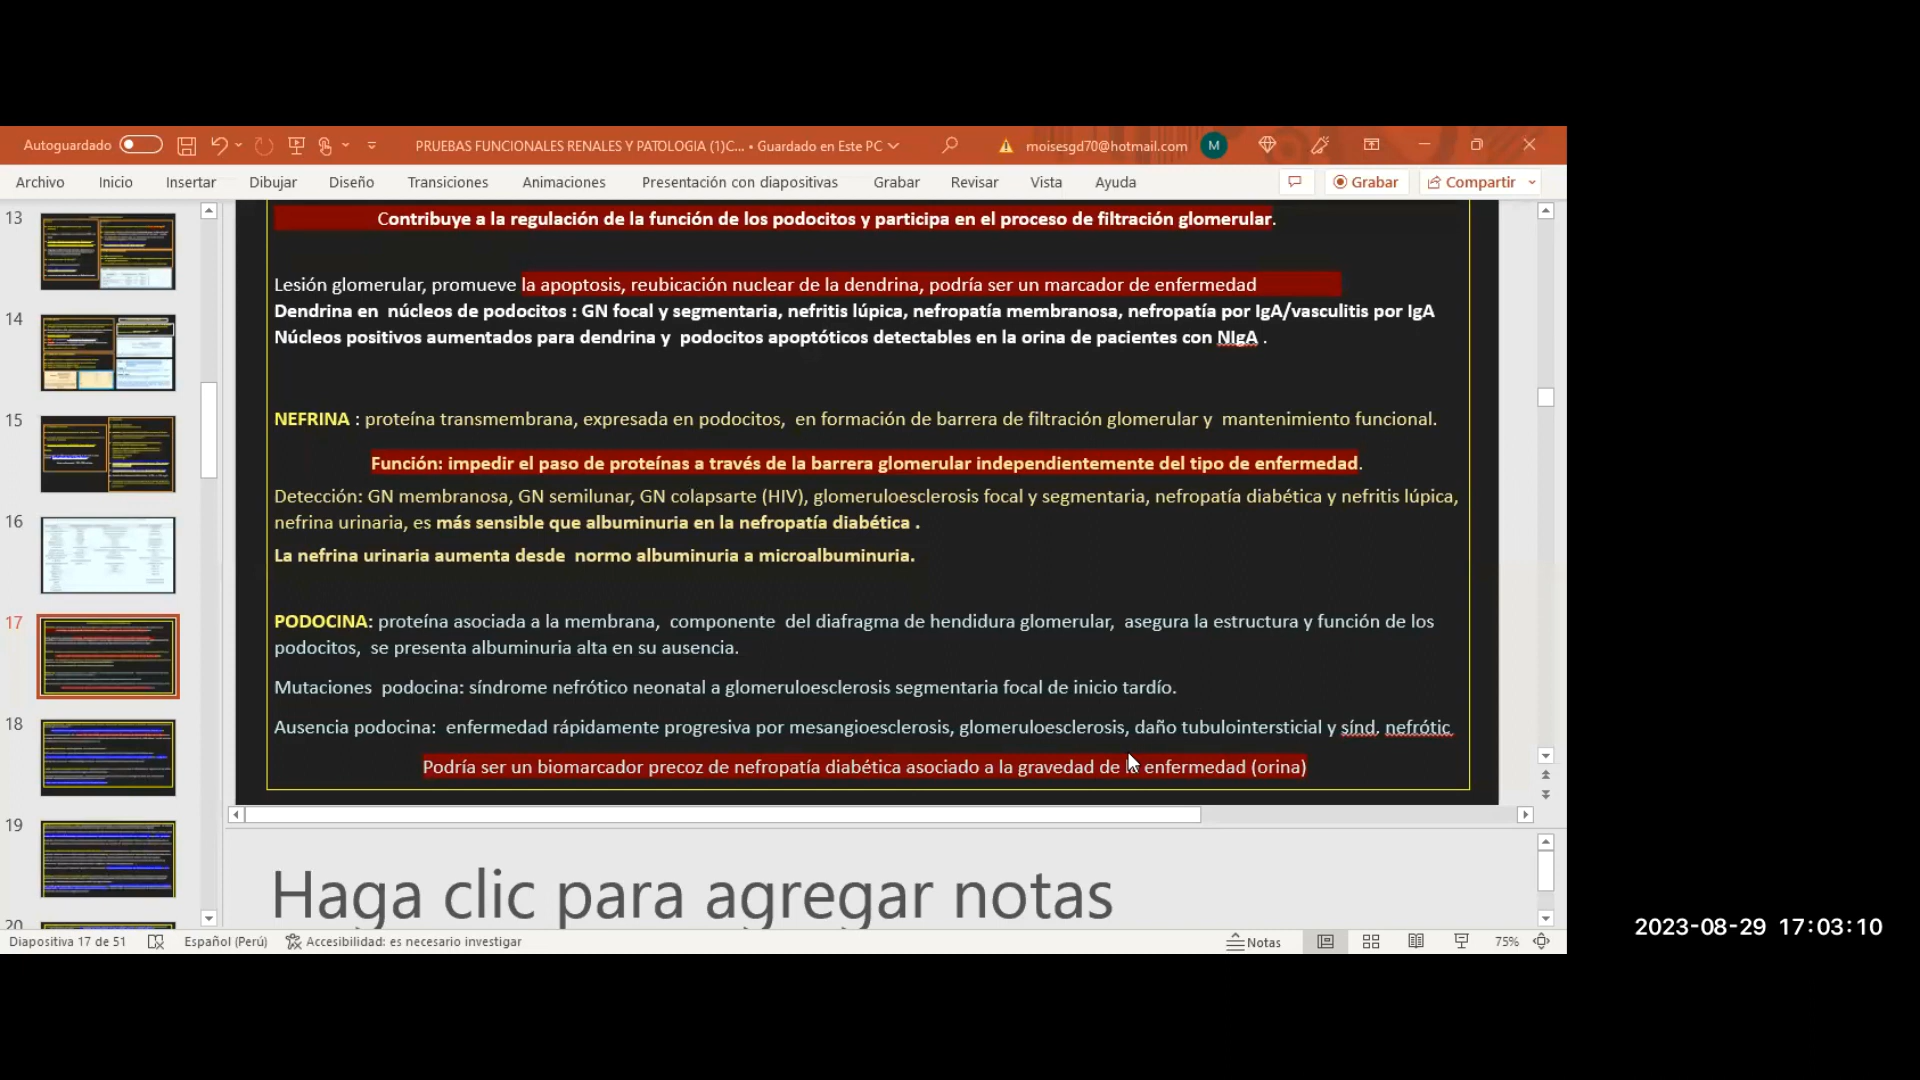 Autoguardado
PRUEBAS FUNCIONALES RENALES Y PATOLOGIA (1)C... • Guardado en Este PC
moisesgd70@hotmail.com
M
Archivo Inicio Insertar Dibujar Diseño Transiciones Animaciones Presentación con diapositivas Grabar Revisar Vista Ayuda
Grabar
Compartir
13
14
15
16
17
18
19
20
Contribuye a la regulación de la función de los podocitos y participa en el proceso de filtración glomerular.
Lesión glomerular, promueve la apoptosis, reubicación nuclear de la dendrina, podría ser un marcador de enfermedad
Dendrina en núcleos de podocitos : GN focal y segmentaria, nefritis lúpica, nefropatía membranosa, nefropatía por IgA/vasculitis por IgA
Núcleos positivos aumentados para dendrina y podocitos apoptóticos detectables en la orina de pacientes con NIgA .
NEFRINA : proteína transmembrana, expresada en podocitos, en formación de barrera de filtración glomerular y mantenimiento funcional.
Función: impedir el paso de proteínas a través de la barrera glomerular independientemente del tipo de enfermedad.
Detección: GN membranosa, GN semilunar, GN colapsarte (HIV), glomeruloesclerosis focal y segmentaria, nefropatía diabética y nefritis lúpica,
nefrina urinaria, es más sensible que albuminuria en la nefropatía diabética .
La nefrina urinaria aumenta desde normo albuminuria a microalbuminuria.
PODOCINA: proteína asociada a la membrana, componente del diafragma de hendidura glomerular, asegura la estructura y función de los
podocitos, se presenta albuminuria alta en su ausencia.
Mutaciones podocina: síndrome nefrótico neonatal a glomeruloesclerosis segmentaria focal de inicio tardío.
Ausencia podocina: enfermedad rápidamente progresiva por mesangioesclerosis, glomeruloesclerosis, daño tubulointersticial y sínd. nefrótic
Podría ser un biomarcador precoz de nefropatía diabética asociado a la gravedad de la enfermedad (orina)
Haga clic para agregar notas
Diapositiva 17 de 51
Español (Perú)
Accesibilidad: es necesario investigar
Notas
75%
2023-08-29 17:03:10